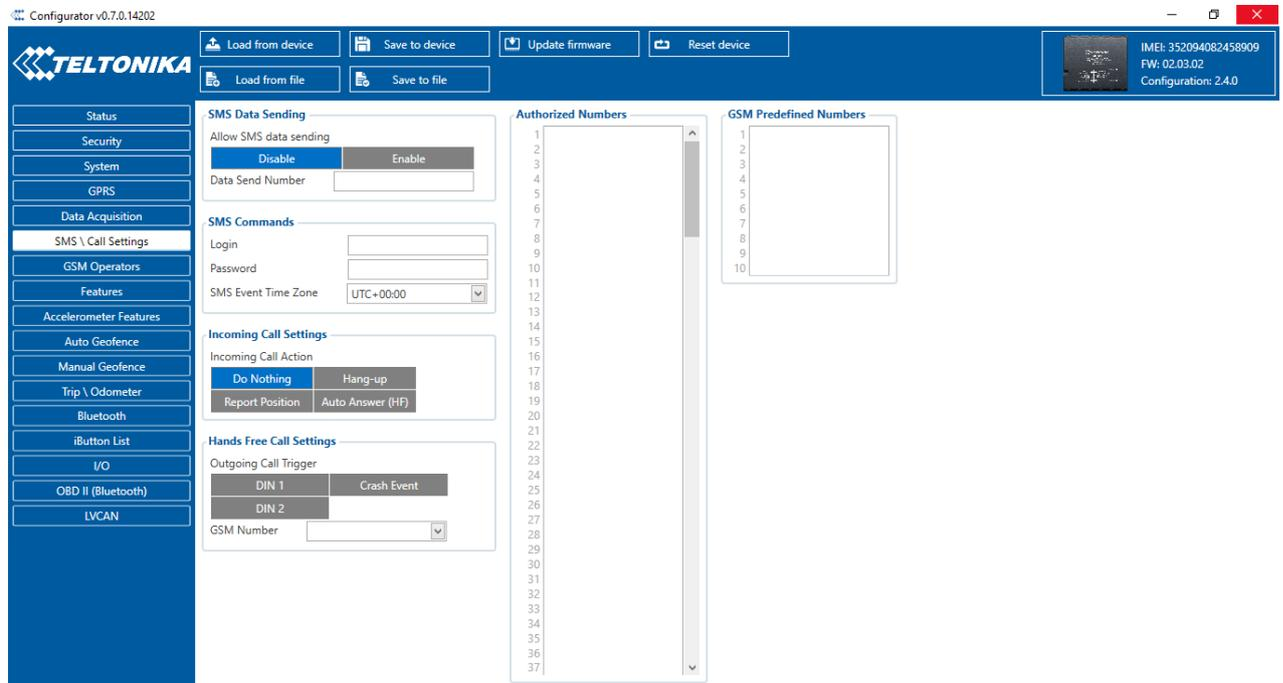 Configurator v0.7.0.14202
TELTONIKA
Load from device
Save to device
Update firmware
Reset device
Load from file
Save to file
IMEI: 352094082458909
FW: 02.03.02
Configuration: 2.4.0
Status
Security
System
GPRS
Data Acquisition
SMS \ Call Settings
GSM Operators
Features
Accelerometer Features
Auto Geofence
Manual Geofence
Trip \ Odometer
Bluetooth
iButton List
I/O
OBD II (Bluetooth)
LVCAN
SMS Data Sending
Allow SMS data sending
Disable Enable
Data Send Number
SMS Commands
Login
Password
SMS Event Time Zone UTC+00:00
Incoming Call Settings
Incoming Call Action
Do Nothing Hang-up
Report Position Auto Answer (HF)
Hands Free Call Settings
Outgoing Call Trigger
DIN 1 Crash Event
DIN 2
GSM Number
Authorized Numbers
1
2
3
4
5
6
7
8
9
10
11
12
13
14
15
16
17
18
19
20
21
22
23
24
25
26
27
28
29
30
31
32
33
34
35
36
37
GSM Predefined Numbers
1
2
3
4
5
6
7
8
9
10